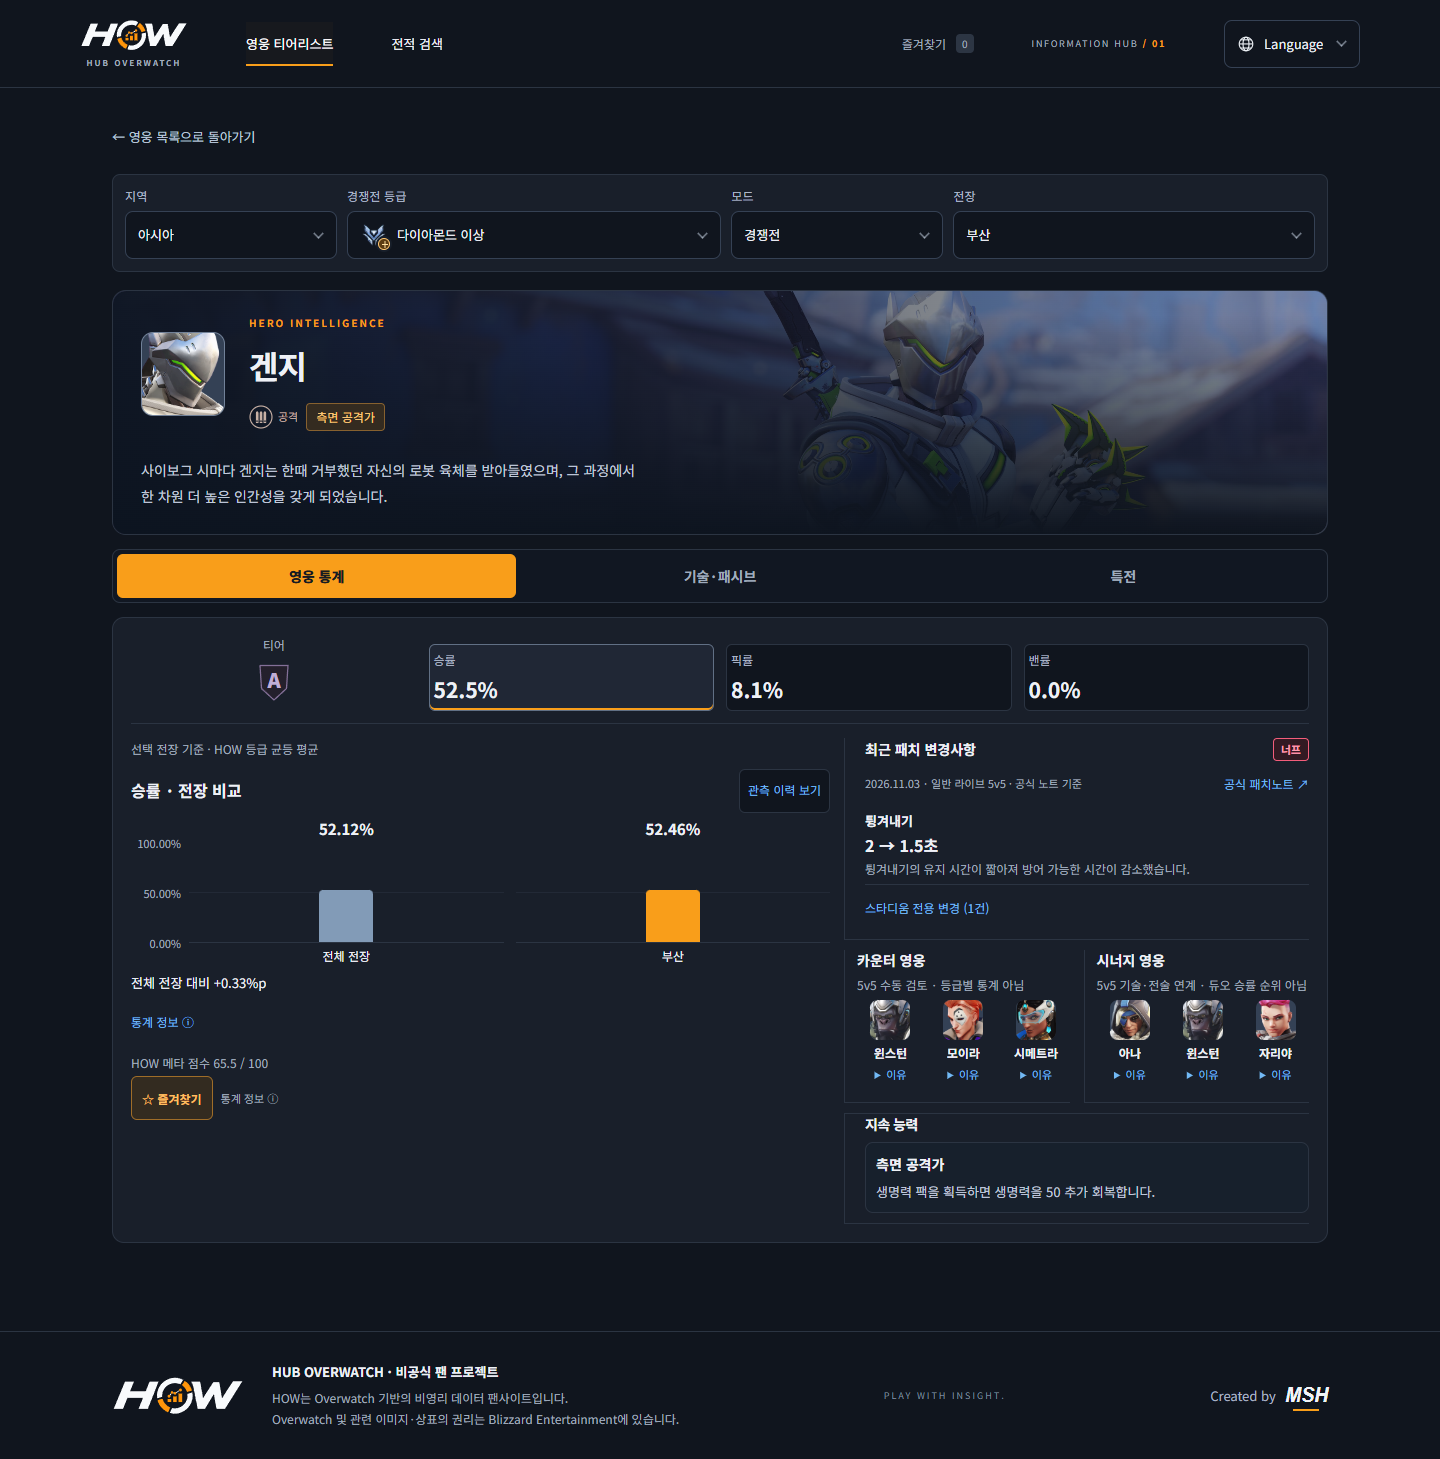 HOW
HUB OVERWATCH
영웅 티어리스트
전적 검색
즐겨찾기 0
INFORMATION HUB / 01
Language
← 영웅 목록으로 돌아가기
지역
경쟁전 등급
모드
전장
아시아
다이아몬드 이상
경쟁전
부산
HERO INTELLIGENCE
겐지
공격
측면 공격가
사이보그 시마다 겐지는 한때 거부했던 자신의 로봇 육체를 받아들였으며, 그 과정에서
한 차원 더 높은 인간성을 갖게 되었습니다.
영웅 통계
기술·패시브
특전
티어
A
승률
52.5%
픽률
8.1%
밴률
0.0%
선택 전장 기준 · HOW 등급 균등 평균
승률 · 전장 비교
관측 이력 보기
52.12%
52.46%
100.00%
50.00%
0.00%
전체 전장
부산
전체 전장 대비 +0.33%p
통계 정보 ⓘ
HOW 메타 점수 65.5 / 100
☆ 즐겨찾기
통계 정보 ⓘ
최근 패치 변경사항
너프
2026.11.03 · 일반 라이브 5v5 · 공식 노트 기준
공식 패치노트 ↗
튕겨내기
2 → 1.5초
튕겨내기의 유지 시간이 짧아져 방어 가능한 시간이 감소했습니다.
스타디움 전용 변경 (1건)
카운터 영웅
5v5 수동 검토 · 등급별 통계 아님
윈스턴
모이라
시메트라
▶ 이유
▶ 이유
▶ 이유
시너지 영웅
5v5 기술·전술 연계 · 듀오 승률 순위 아님
아나
윈스턴
자리야
▶ 이유
▶ 이유
▶ 이유
지속 능력
측면 공격가
생명력 팩을 획득하면 생명력을 50 추가 회복합니다.
HOW
HUB OVERWATCH · 비공식 팬 프로젝트
HOW는 Overwatch 기반의 비영리 데이터 팬사이트입니다.
Overwatch 및 관련 이미지·상표의 권리는 Blizzard Entertainment에 있습니다.
PLAY WITH INSIGHT.
Created by MSH